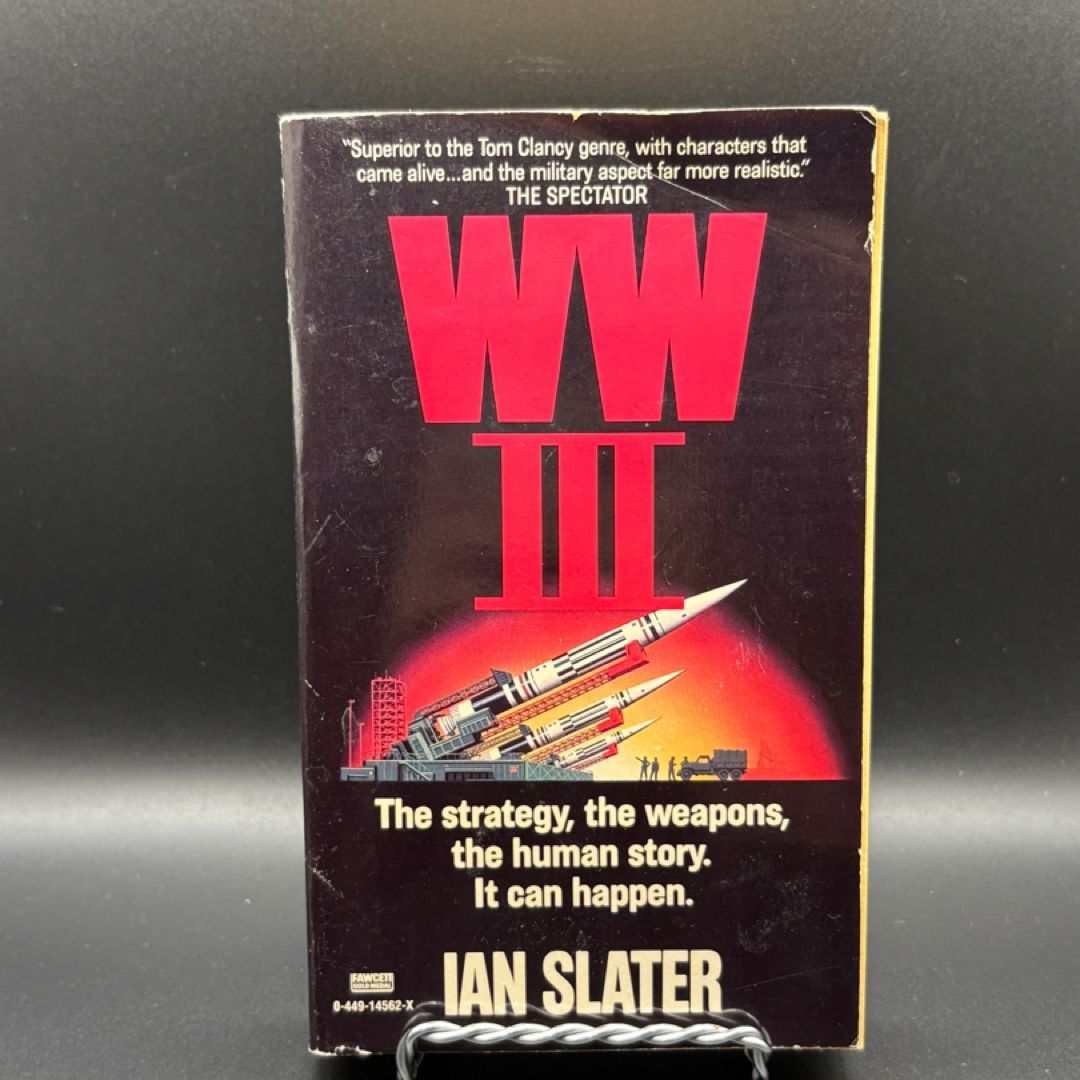 "Superior to the Tom Clancy genre, with characters that
came alive...and the military aspect far more realistic."
THE SPECTATOR
WW
III
The strategy, the weapons,
the human story.
It can happen.
FAWCETT
GOLD MEDAL
0-449-14562-X
IAN SLATER